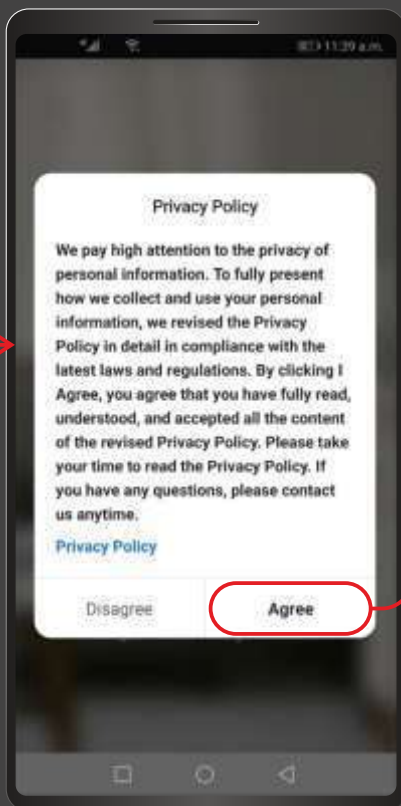 11:29 a.m.
Privacy Policy
We pay high attention to the privacy of
personal information. To fully present
how we collect and use your personal
information, we revised the Privacy
Policy in detail in compliance with the
latest laws and regulations. By clicking I
Agree, you agree that you have fully read,
understood, and accepted all the content
of the revised Privacy Policy. Please take
your time to read the Privacy Policy. If
you have any questions, please contact
us anytime.
Privacy Policy
Disagree Agree